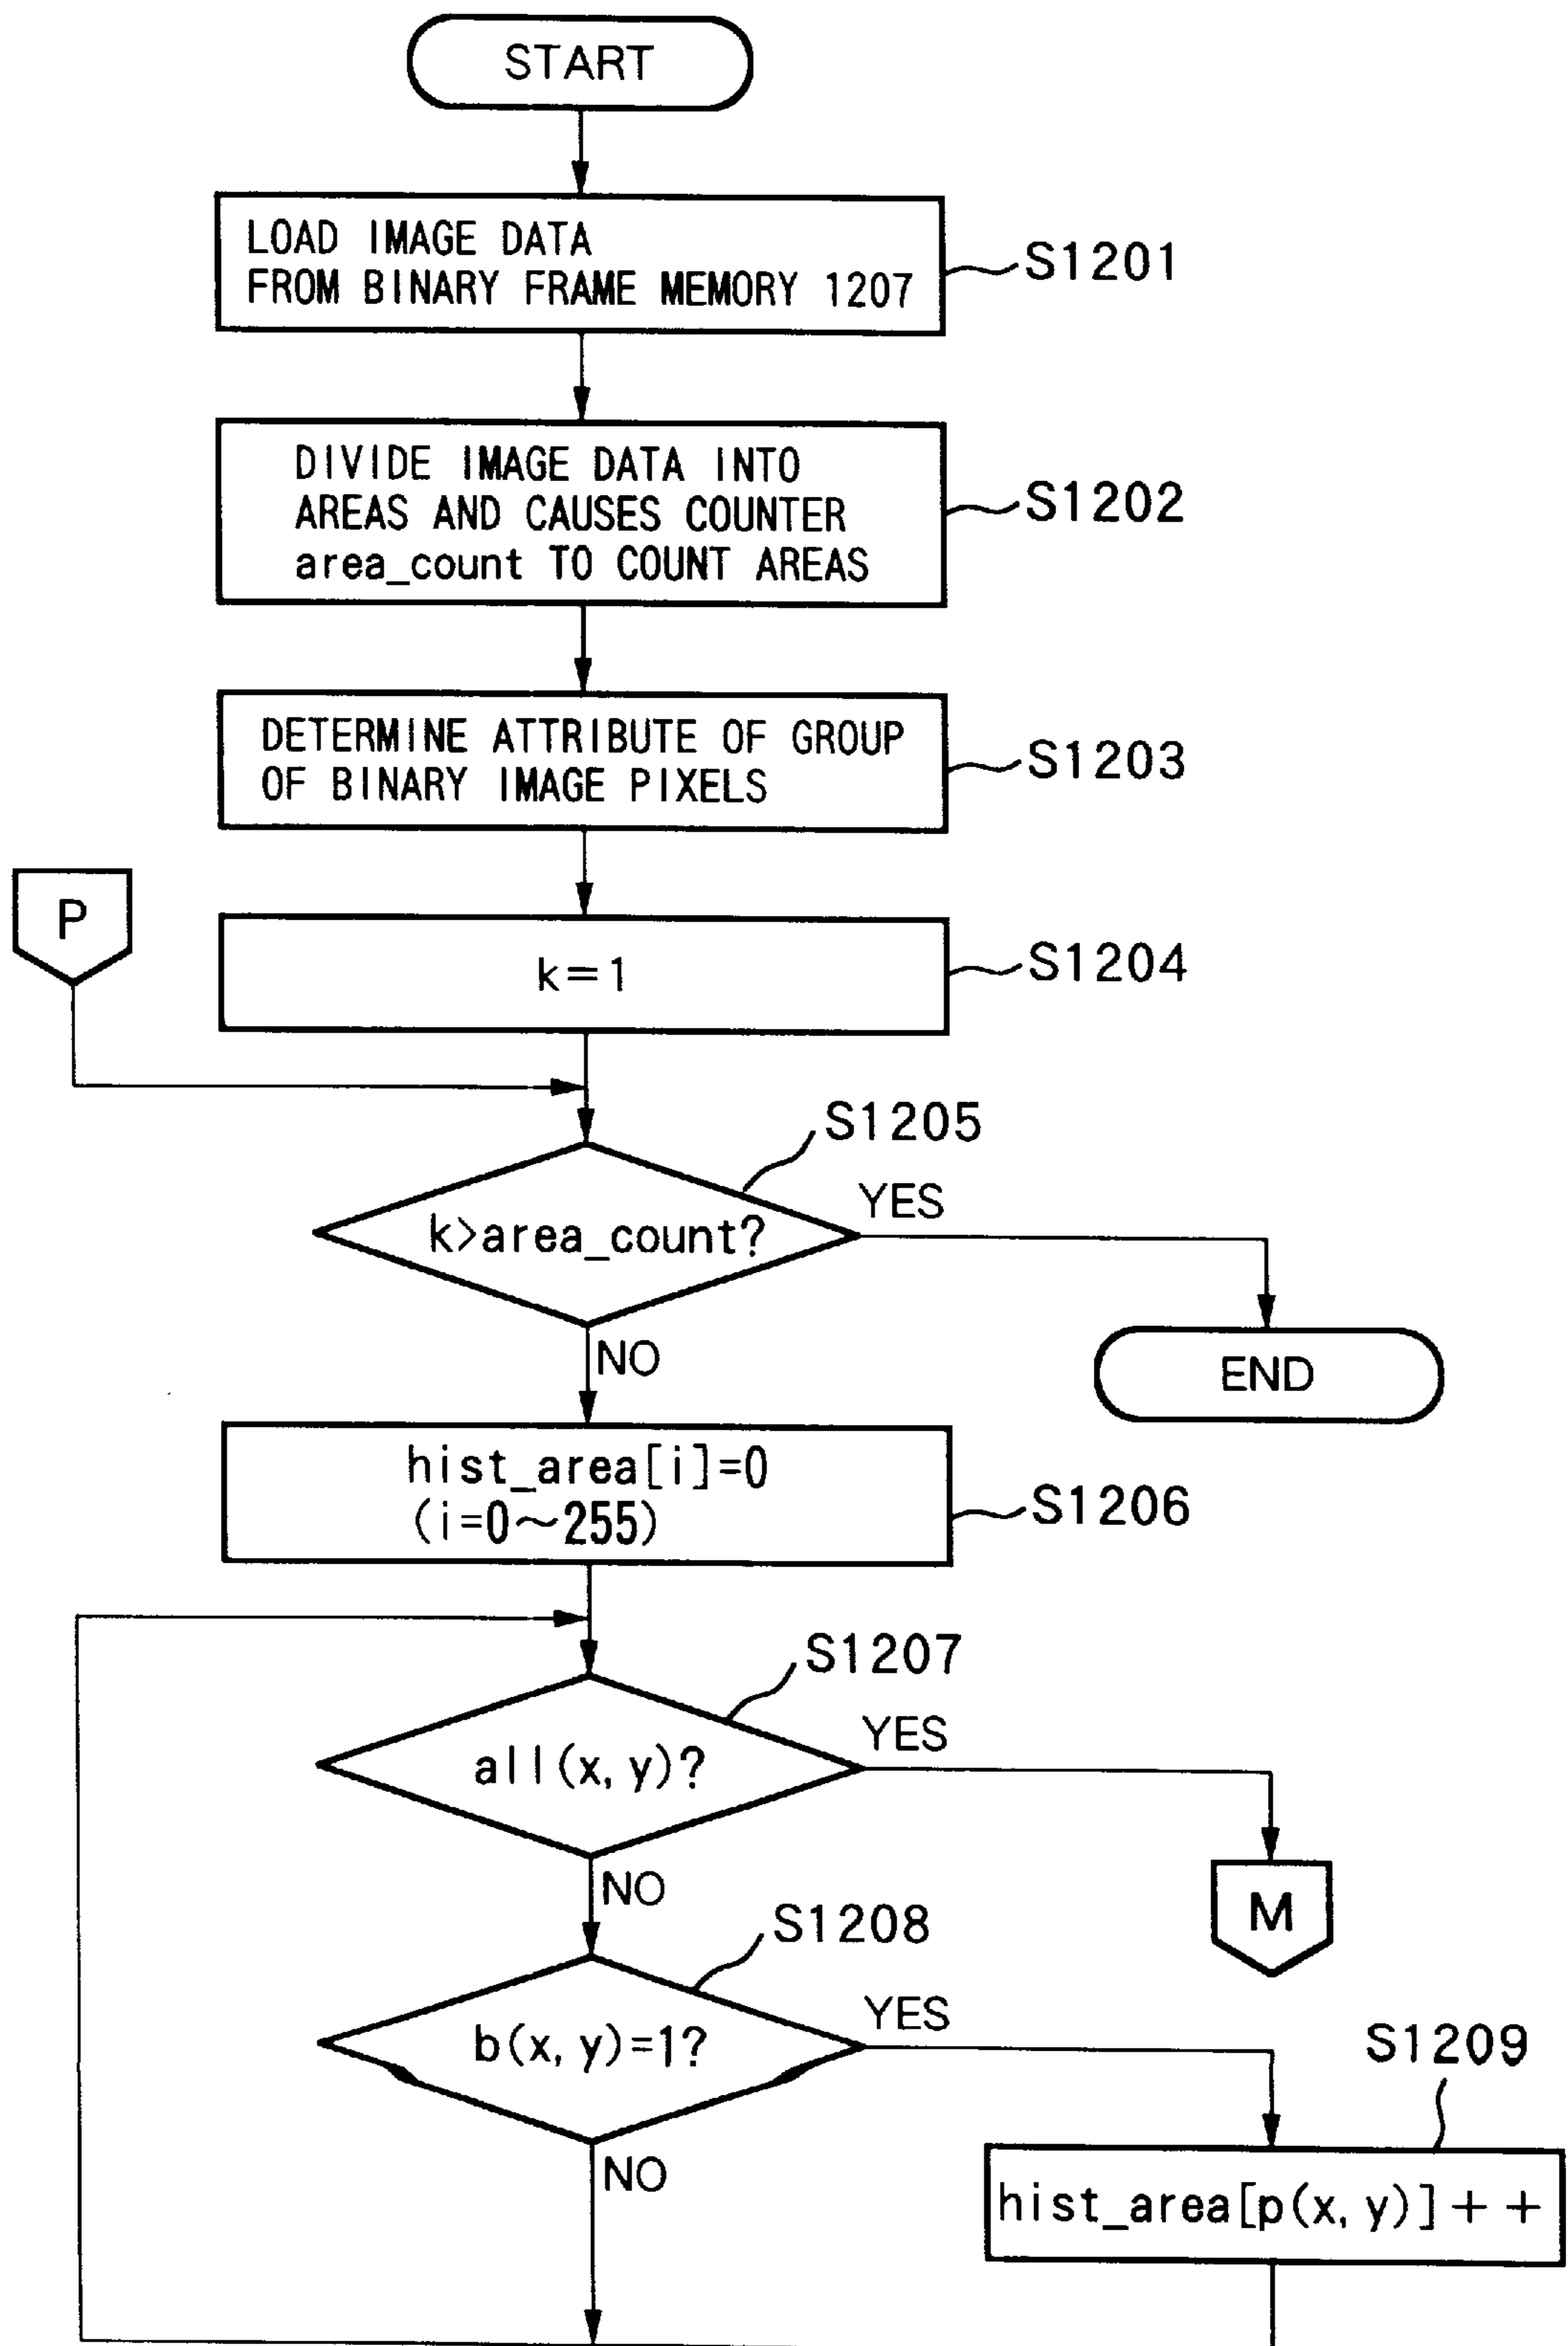 START
LOAD IMAGE DATA
FROM BINARY FRAME MEMORY 1207
S1201
DIVIDE IMAGE DATA INTO
AREAS AND CAUSES COUNTER
area_count TO COUNT AREAS
S1202
DETERMINE ATTRIBUTE OF GROUP
OF BINARY IMAGE PIXELS
S1203
P
k=1
S1204
S1205
k>area_count?
YES
NO
END
hist_area[i]=0
(i=0~255)
S1206
S1207
all(x, y)?
YES
NO
M
S1208
b(x, y)=1?
YES
NO
S1209
hist_area[p(x, y)]++